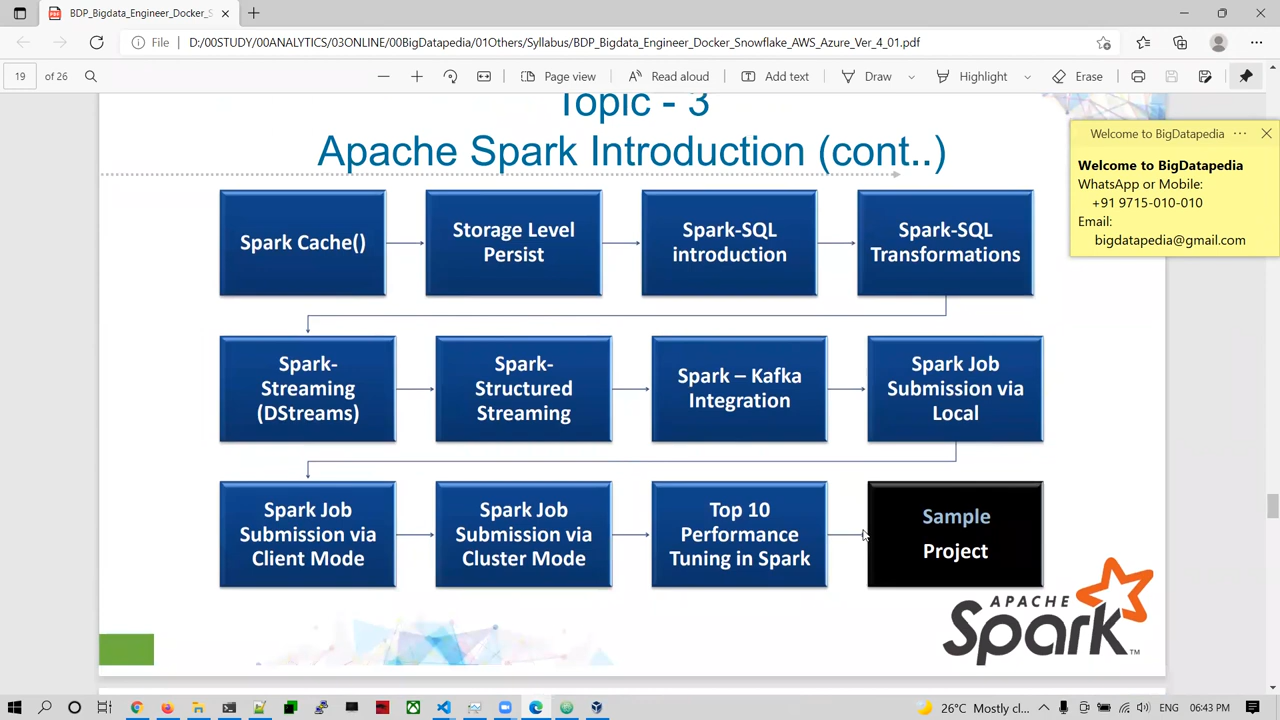 BDP_Bigdata_Engineer_Docker_S
File
D:/00STUDY/00ANALYTICS/03ONLINE/00BigDatapedia/01Others/Syllabus/BDP_Bigdata_Engineer_Docker_Snowflake_AWS_Azure_Ver_4_01.pdf
19 of 26
Page view
Read aloud
Add text
Draw
Highlight
Erase
Topic - 3
Apache Spark Introduction (cont..)
Welcome to BigDatapedia
Welcome to BigDatapedia
WhatsApp or Mobile:
+91 9715-010-010
Email:
bigdatapedia@gmail.com
Spark Cache()
Storage Level
Persist
Spark-SQL
introduction
Spark-SQL
Transformations
Spark-
Streaming
(DStreams)
Spark-
Structured
Streaming
Spark – Kafka
Integration
Spark Job
Submission via
Local
Spark Job
Submission via
Client Mode
Spark Job
Submission via
Cluster Mode
Top 10
Performance
Tuning in Spark
Sample
Project
APACHE
Spark™
26°C Mostly cl...
ENG
06:43 PM